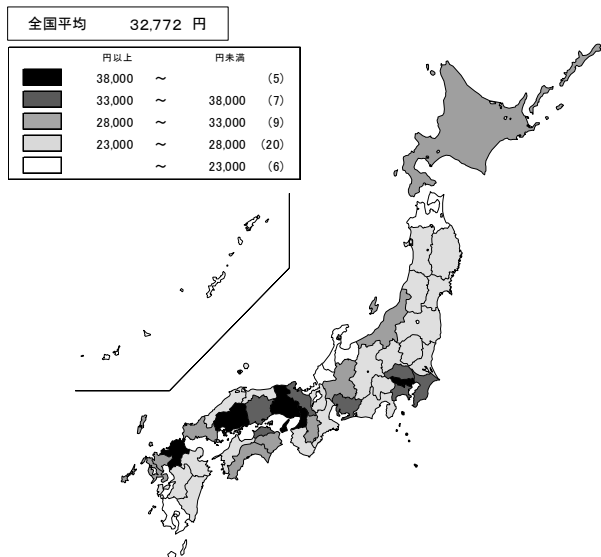 全国平均 32,772 円
円以上 円未満
38,000 ～ (5)
33,000 ～ 38,000 (7)
28,000 ～ 33,000 (9)
23,000 ～ 28,000 (20)
～ 23,000 (6)